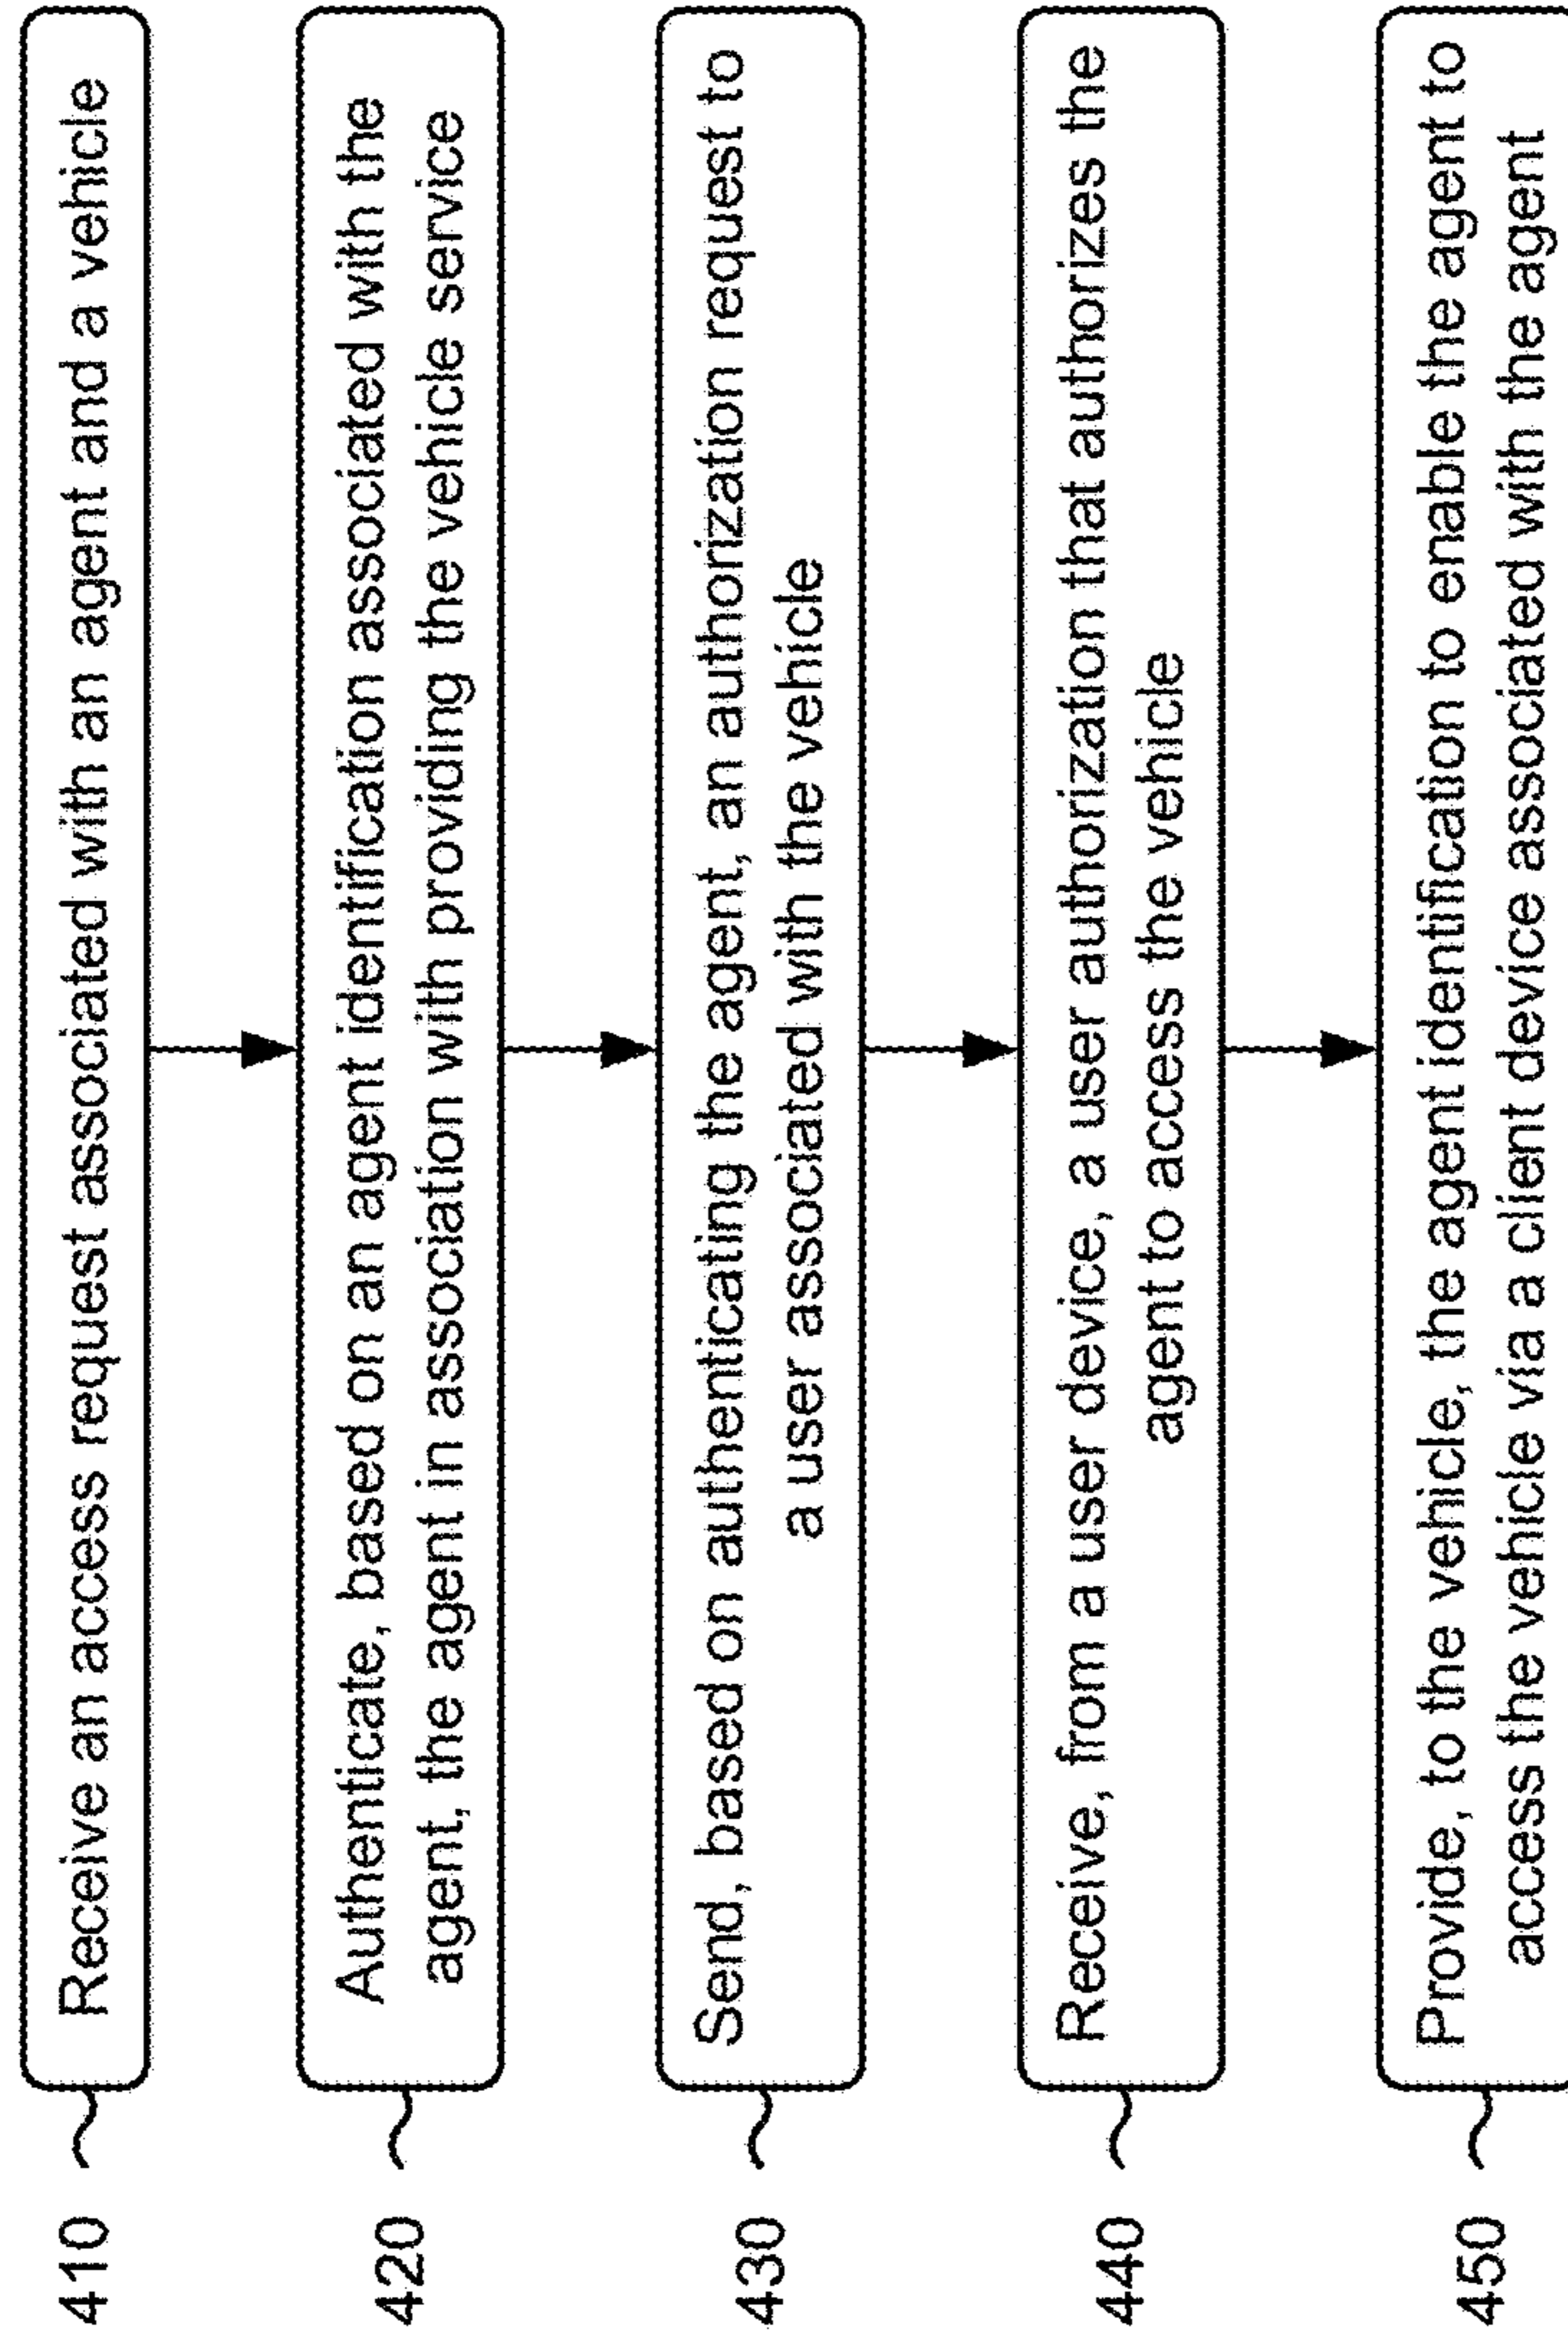 410
Receive an access request associated with an agent and a vehicle
420
Authenticate, based on an agent identification associated with the
agent, the agent in association with providing the vehicle service
430
Send, based on authenticating the agent, an authorization request to
a user associated with the vehicle
440
Receive, from a user device, a user authorization that authorizes the
agent to access the vehicle
450
Provide, to the vehicle, the agent identification to enable the agent to
access the vehicle via a client device associated with the agent